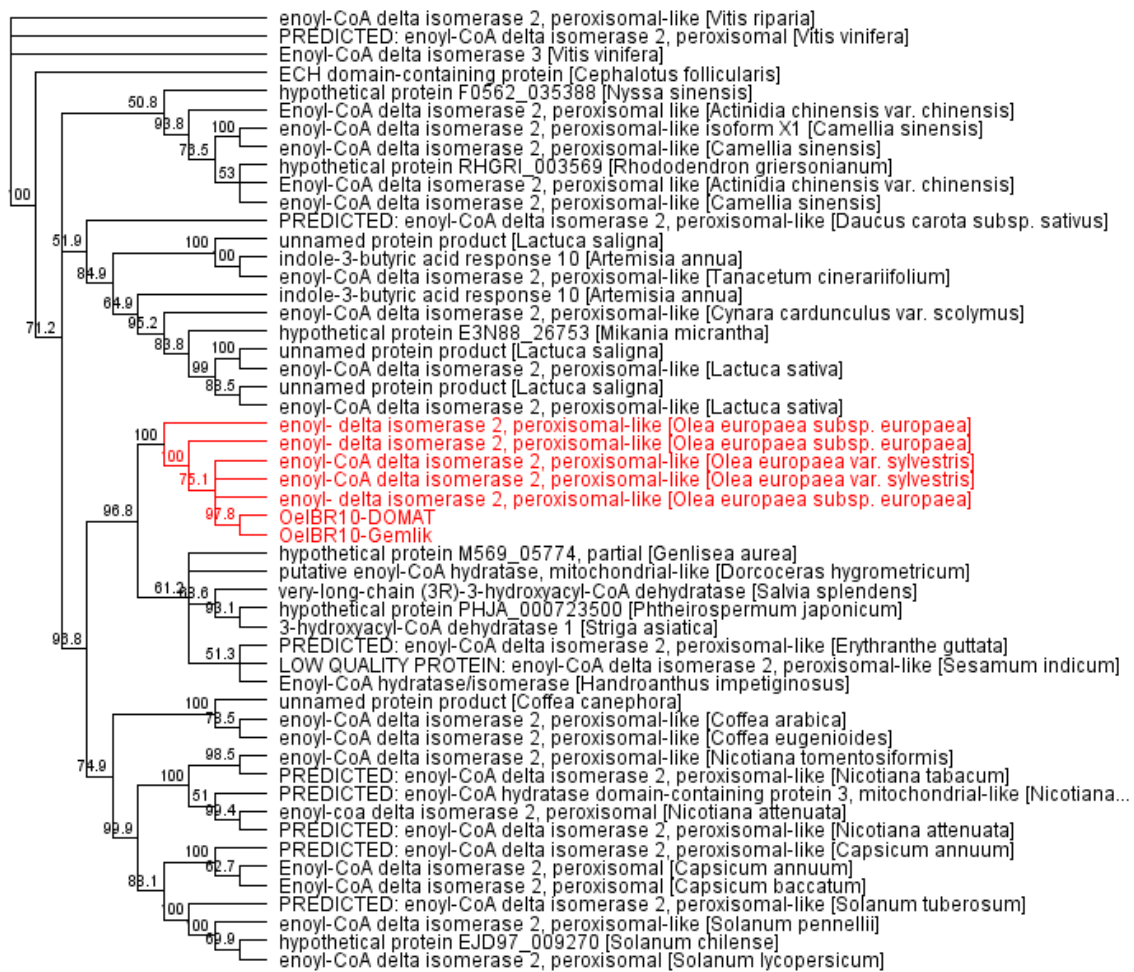 enoyl-CoA delta isomerase 2, peroxisomal-like [Vitis riparia]
PREDICTED: enoyl-CoA delta isomerase 2, peroxisomal [Vitis vinifera]
Enoyl-CoA delta isomerase 3 [Vitis vinifera]
ECH domain-containing protein [Cephalotus follicularis]
hypothetical protein F0562_035388 [Nyssa sinensis]
50.8
Enoyl-CoA delta isomerase 2, peroxisomal like [Actinidia chinensis var. chinensis]
93.8
100
enoyl-CoA delta isomerase 2, peroxisomal-like isoform X1 [Camellia sinensis]
73.5
enoyl-CoA delta isomerase 2, peroxisomal-like [Camellia sinensis]
hypothetical protein RHGRI_003569 [Rhododendron griersonianum]
53
Enoyl-CoA delta isomerase 2, peroxisomal like [Actinidia chinensis var. chinensis]
100
enoyl-CoA delta isomerase 2, peroxisomal-like [Camellia sinensis]
PREDICTED: enoyl-CoA delta isomerase 2, peroxisomal-like [Daucus carota subsp. sativus]
51.9
100
unnamed protein product [Lactuca saligna]
100
indole-3-butyric acid response 10 [Artemisia annua]
84.9
enoyl-CoA delta isomerase 2, peroxisomal-like [Tanacetum cinerariifolium]
64.9
indole-3-butyric acid response 10 [Artemisia annua]
95.2
enoyl-CoA delta isomerase 2, peroxisomal-like [Cynara cardunculus var. scolymus]
71.2
83.8
hypothetical protein E3N88_26753 [Mikania micrantha]
100
unnamed protein product [Lactuca saligna]
99
enoyl-CoA delta isomerase 2, peroxisomal-like [Lactuca sativa]
88.5
unnamed protein product [Lactuca saligna]
enoyl-CoA delta isomerase 2, peroxisomal-like [Lactuca sativa]
enoyl- delta isomerase 2, peroxisomal-like [Olea europaea subsp. europaea]
100
enoyl- delta isomerase 2, peroxisomal-like [Olea europaea subsp. europaea]
100
enoyl-CoA delta isomerase 2, peroxisomal-like [Olea europaea var. sylvestris]
75.1
enoyl-CoA delta isomerase 2, peroxisomal-like [Olea europaea var. sylvestris]
enoyl- delta isomerase 2, peroxisomal-like [Olea europaea subsp. europaea]
96.8
97.8
OeIBR10-DOMAT
OeIBR10-Gemlik
hypothetical protein M569_05774, partial [Genlisea aurea]
putative enoyl-CoA hydratase, mitochondrial-like [Dorcoceras hygrometricum]
61.2
very-long-chain (3R)-3-hydroxyacyl-CoA dehydratase [Salvia splendens]
93.1
hypothetical protein PHJA_000723500 [Phtheirospermum japonicum]
3-hydroxyacyl-CoA dehydratase 1 [Striga asiatica]
93.8
PREDICTED: enoyl-CoA delta isomerase 2, peroxisomal-like [Erythranthe guttata]
51.3
LOW QUALITY PROTEIN: enoyl-CoA delta isomerase 2, peroxisomal-like [Sesamum indicum]
Enoyl-CoA hydratase/isomerase [Handroanthus impetiginosus]
100
unnamed protein product [Coffea canephora]
78.5
enoyl-CoA delta isomerase 2, peroxisomal-like [Coffea arabica]
enoyl-CoA delta isomerase 2, peroxisomal-like [Coffea eugenioides]
98.5
enoyl-CoA delta isomerase 2, peroxisomal-like [Nicotiana tomentosiformis]
74.9
100
PREDICTED: enoyl-CoA delta isomerase 2, peroxisomal-like [Nicotiana tabacum]
51
PREDICTED: enoyl-CoA hydratase domain-containing protein 3, mitochondrial-like [Nicotiana...
99.4
enoyl-coa delta isomerase 2, peroxisomal [Nicotiana attenuata]
99.9
PREDICTED: enoyl-CoA delta isomerase 2, peroxisomal-like [Nicotiana attenuata]
100
PREDICTED: enoyl-CoA delta isomerase 2, peroxisomal-like [Capsicum annuum]
62.7
Enoyl-CoA delta isomerase 2, peroxisomal [Capsicum annuum]
88.1
Enoyl-CoA delta isomerase 2, peroxisomal [Capsicum baccatum]
100
PREDICTED: enoyl-CoA delta isomerase 2, peroxisomal-like [Solanum tuberosum]
100
enoyl-CoA delta isomerase 2, peroxisomal-like [Solanum pennellii]
69.9
hypothetical protein EJD97_009270 [Solanum chilense]
enoyl-CoA delta isomerase 2, peroxisomal [Solanum lycopersicum]